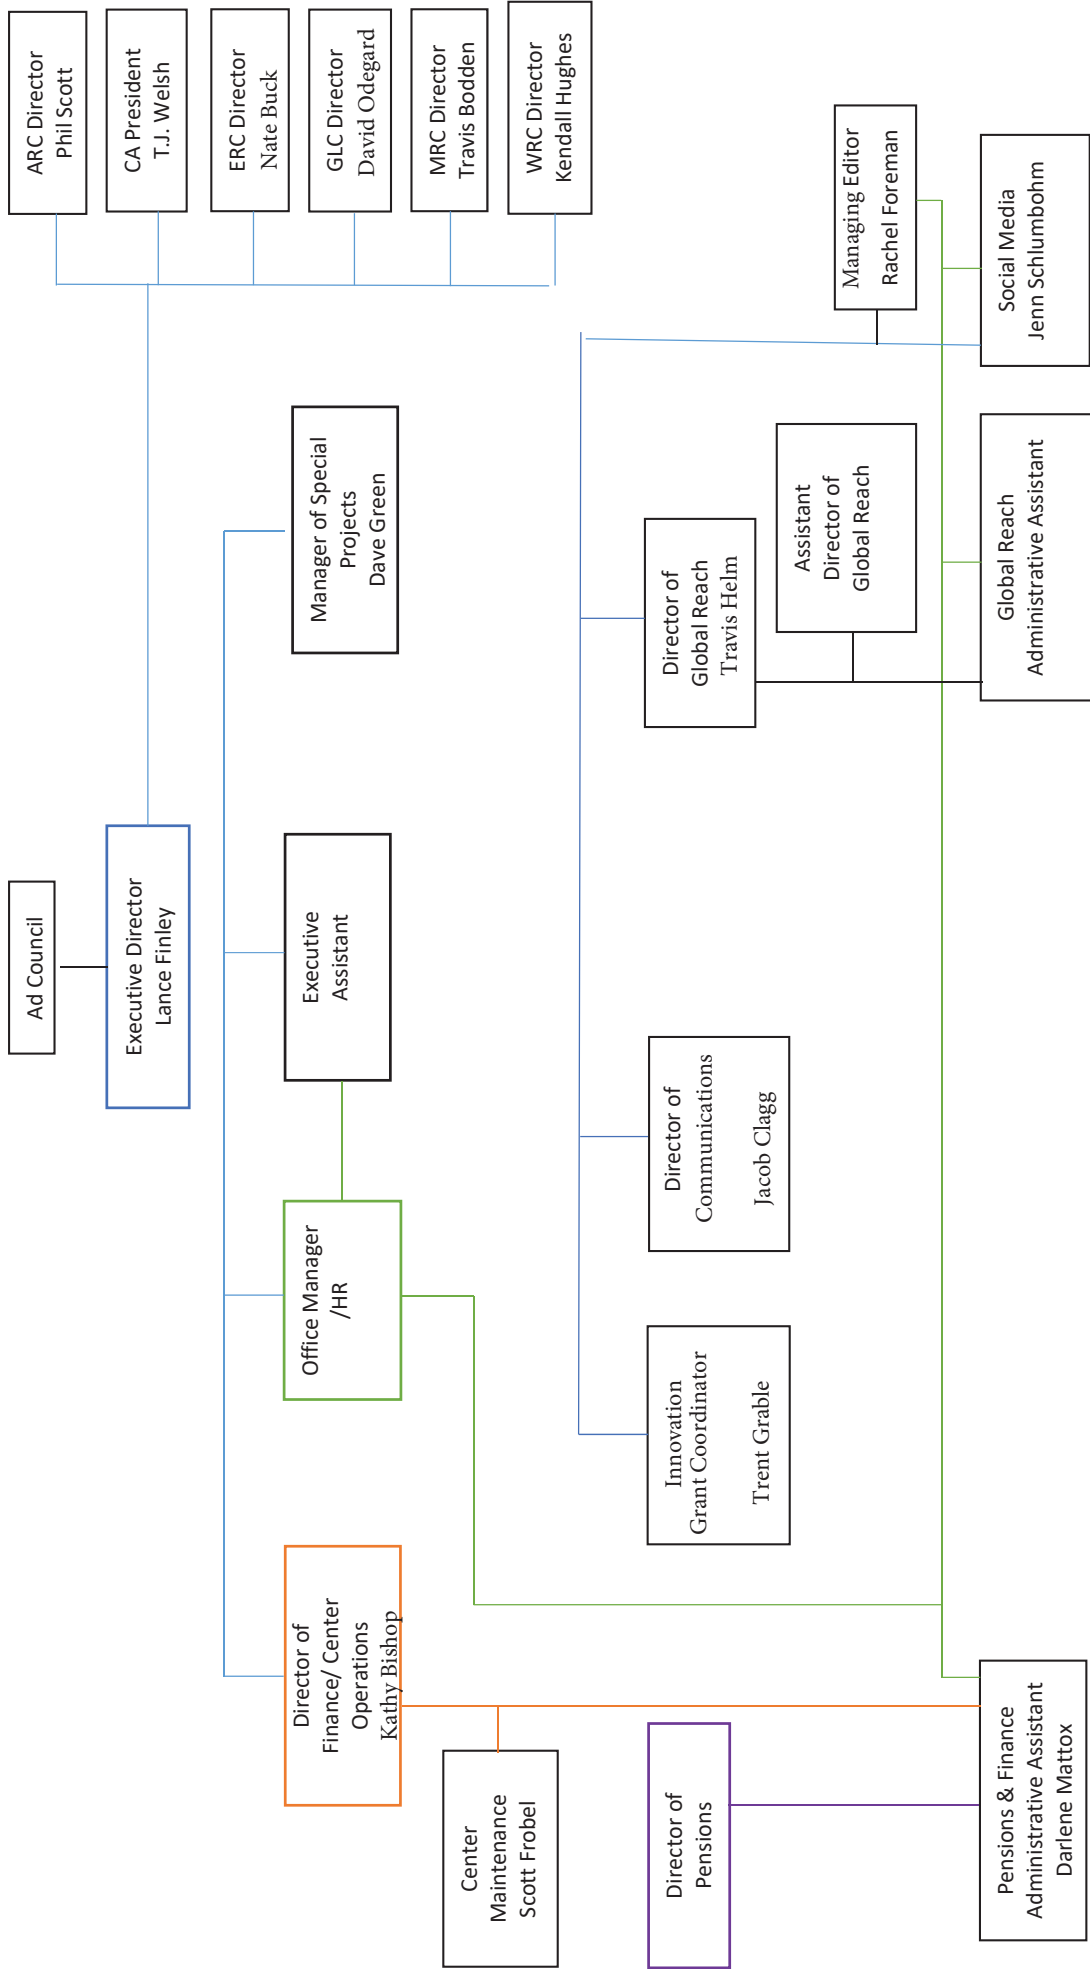 Ad Council
Executive Director
Lance Finley
ARC Director
Phil Scott
CA President
T.J. Welsh
ERC Director
Nate Buck
GLC Director
David Odegard
MRC Director
Travis Bodden
WRC Director
Kendall Hughes
Director of
Finance/ Center
Operations
Kathy Bishop
Office Manager
/HR
Executive
Assistant
Manager of Special
Projects
Dave Green
Center
Maintenance
Scott Frobel
Director of
Pensions
Innovation
Grant Coordinator
Trent Grable
Director of
Communications
Jacob Clagg
Director of
Global Reach
Travis Helm
Assistant
Director of
Global Reach
Managing Editor
Rachel Foreman
Pensions & Finance
Administrative Assistant
Darlene Mattox
Global Reach
Administrative Assistant
Social Media
Jenn Schlumbohm